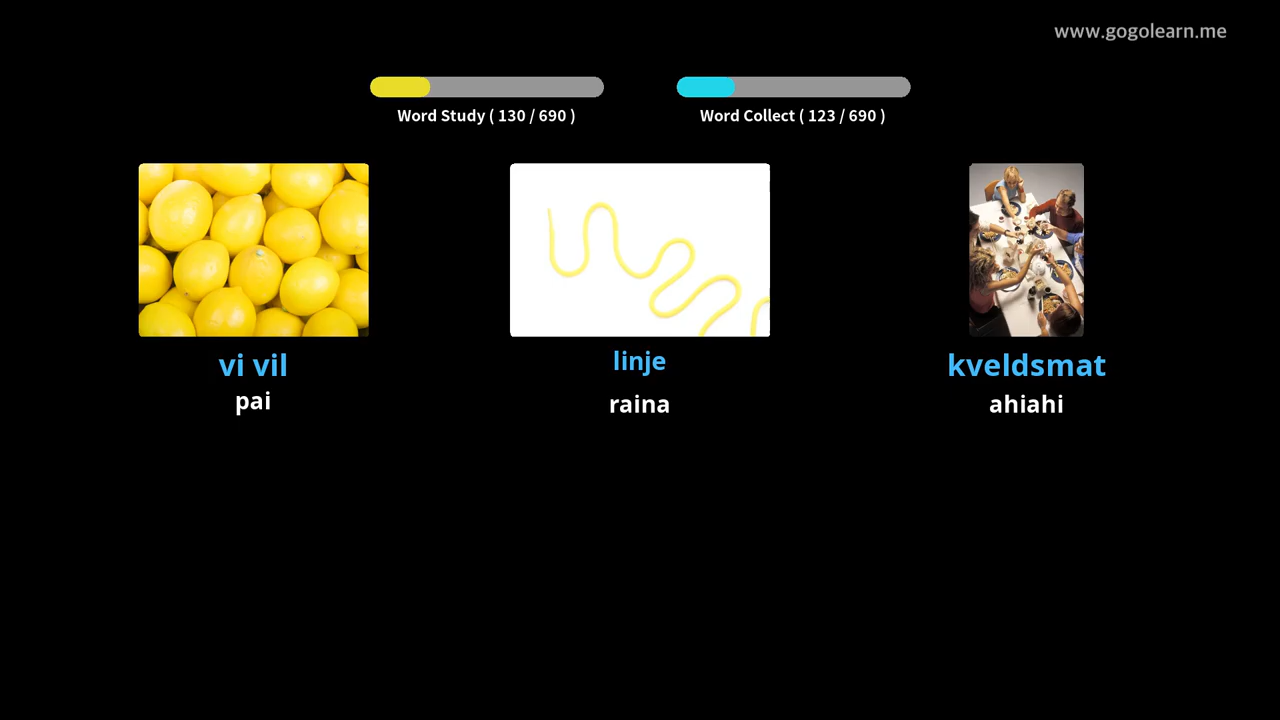 www.gogolearn.me
Word Study ( 130 / 690 )
Word Collect ( 123 / 690 )
vi vil
pai
linje
raina
kveldsmat
ahiahi